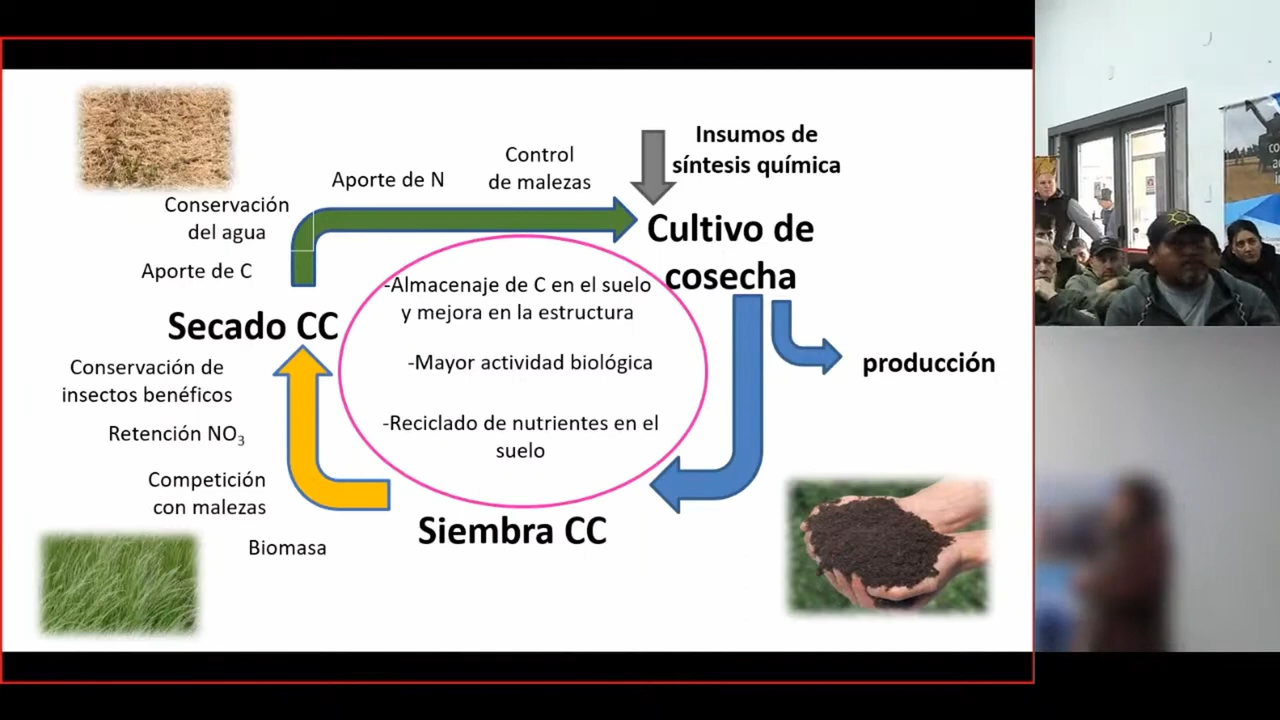 Insumos de
síntesis química
Control
de malezas
Aporte de N
Conservación
del agua
Aporte de C
Cultivo de
cosecha
-Almacenaje de C en el suelo
y mejora en la estructura
-Mayor actividad biológica
-Reciclado de nutrientes en el
suelo
Secado CC
Conservación de
insectos benéficos
Retención NO₃
Competición
con malezas
Biomasa
Siembra CC
producción